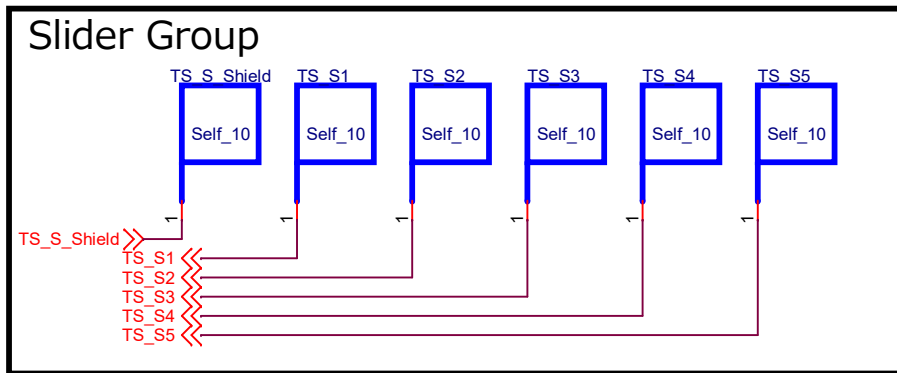 Slider Group
TS_S_Shield TS_S1 TS_S2 TS_S3 TS_S4 TS_S5
Self_10 Self_10 Self_10 Self_10 Self_10 Self_10
1 1 1 1 1 1
TS_S_Shield
TS_S1
TS_S2
TS_S3
TS_S4
TS_S5